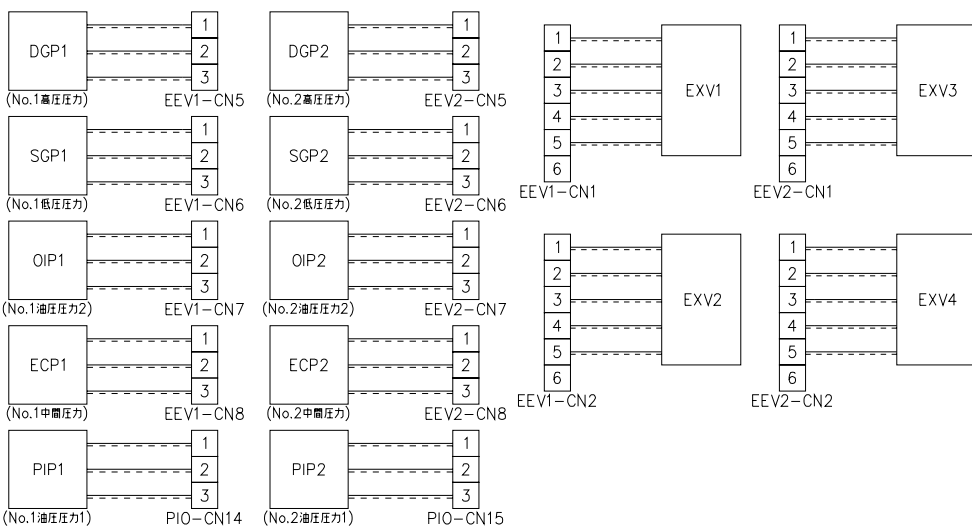 DGP1
1
2
3
(No.1高圧圧力)
EEV1-CN5
DGP2
1
2
3
(No.2高圧圧力)
EEV2-CN5
SGP1
1
2
3
(No.1低圧圧力)
EEV1-CN6
SGP2
1
2
3
(No.2低圧圧力)
EEV2-CN6
OIP1
1
2
3
(No.1油圧圧力2)
EEV1-CN7
OIP2
1
2
3
(No.2油圧圧力2)
EEV2-CN7
ECP1
1
2
3
(No.1中間圧力)
EEV1-CN8
ECP2
1
2
3
(No.2中間圧力)
EEV2-CN8
PIP1
1
2
3
(No.1油圧圧力1)
PIO-CN14
PIP2
1
2
3
(No.2油圧圧力1)
PIO-CN15
1
2
3
4
5
6
EXV1
EEV1-CN1
1
2
3
4
5
6
EXV3
EEV2-CN1
1
2
3
4
5
6
EXV2
EEV1-CN2
1
2
3
4
5
6
EXV4
EEV2-CN2